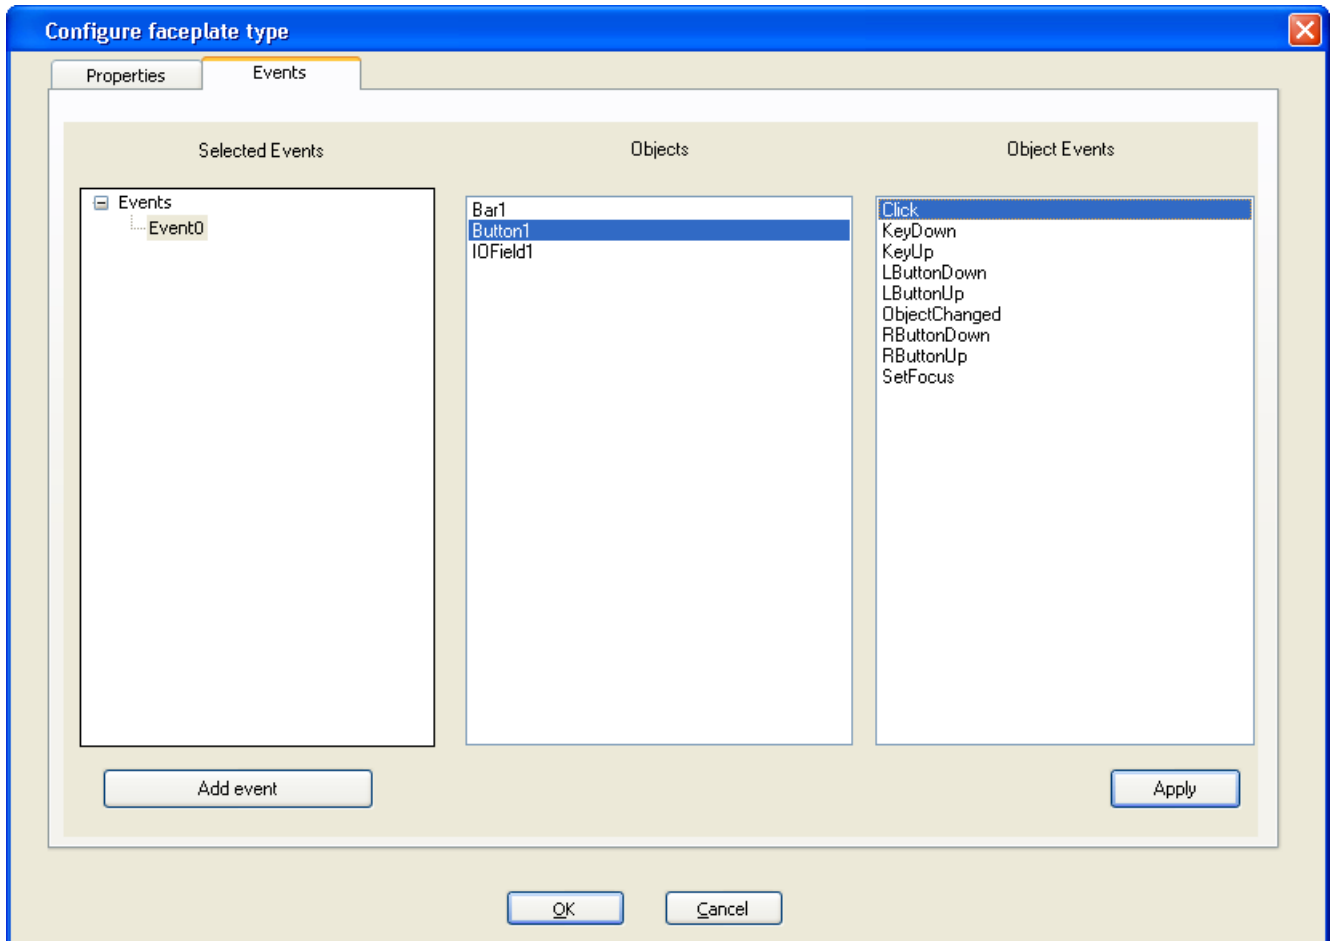 Configure faceplate type
Properties
Events
Selected Events
Objects
Object Events
Events
Event0
Bar1
Button1
IOField1
Click
KeyDown
KeyUp
LButtonDown
LButtonUp
ObjectChanged
RButtonDown
RButtonUp
SetFocus
Add event
Apply
OK
Cancel